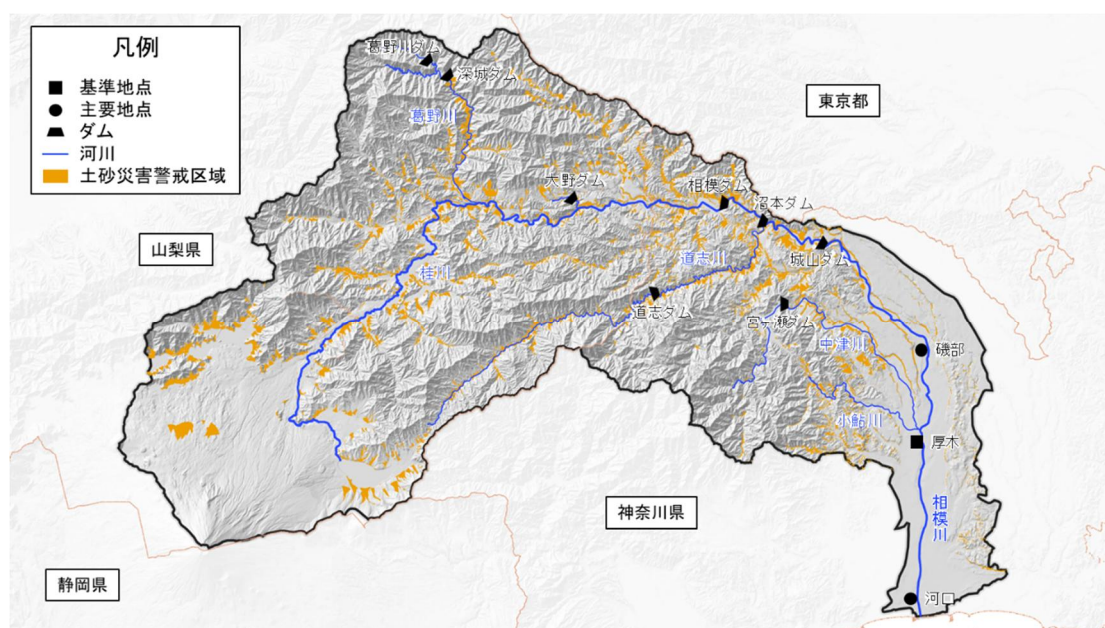 凡例
基準地点
主要地点
ダム
河川
土砂災害警戒区域
葛野川ダム
深城ダム
葛野川
東京都
大野ダム
相模ダム
沼本ダム
山梨県
桂川
道志川
城山ダム
道志ダム
宮ヶ瀬ダム
中津川
磯部
小鮎川
厚木
神奈川県
相模川
静岡県
河口